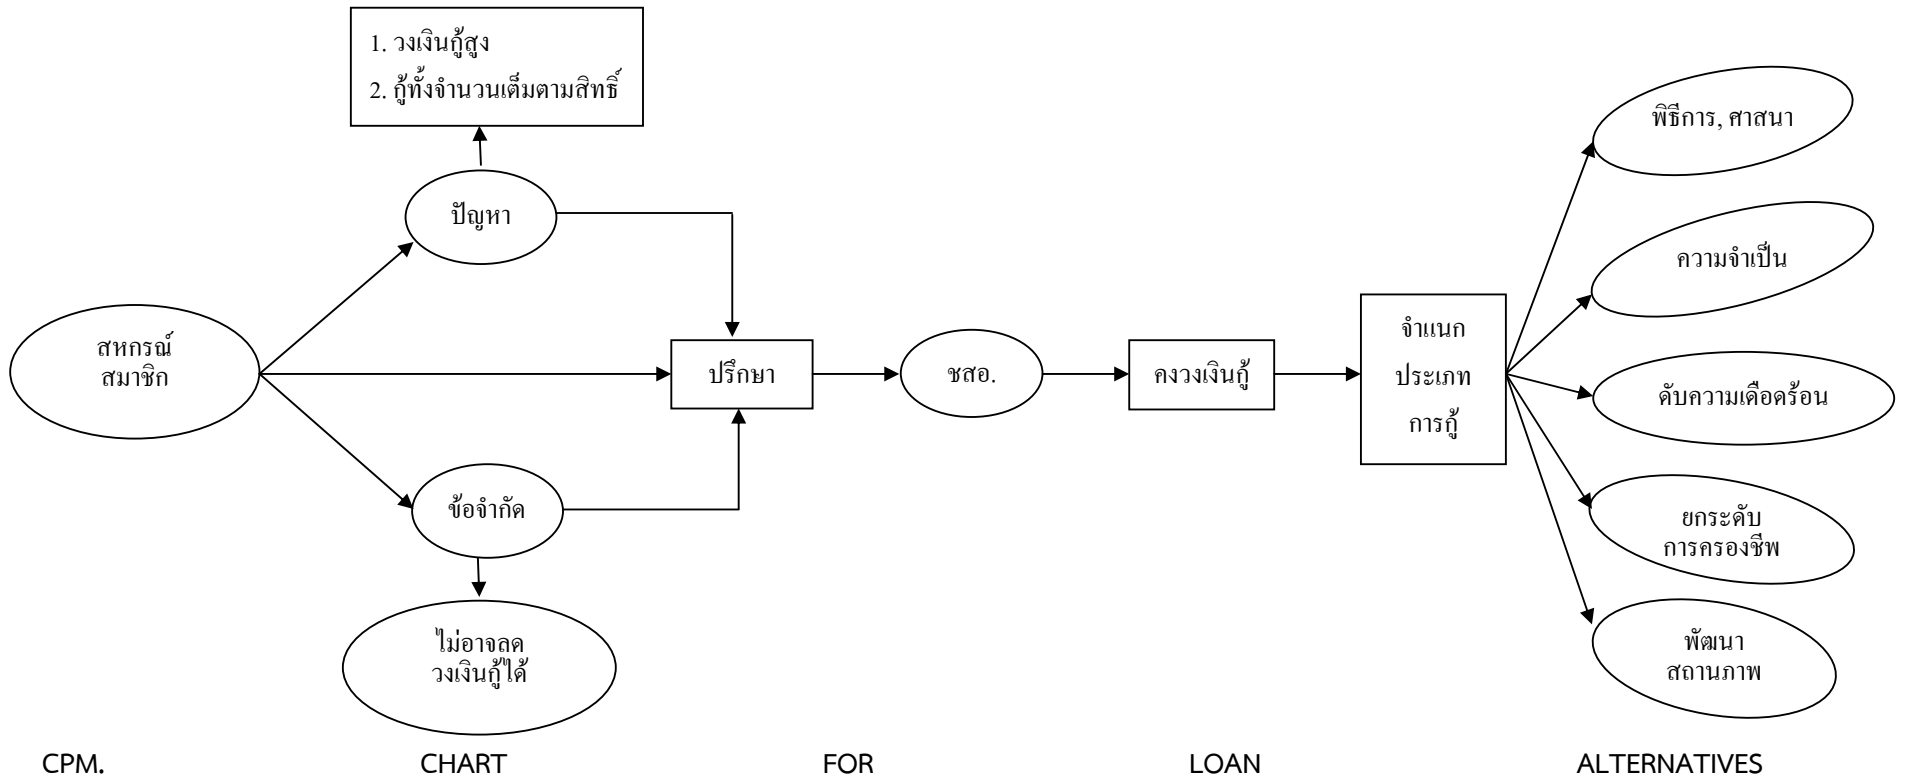 1. วงเงินกู้สูง
2. กู้ทั้งจำนวนเต็มตามสิทธิ์
ปัญหา
สหกรณ์
สมาชิก
ข้อจำกัด
ไม่อาจลด
วงเงินกู้ได้
ปรึกษา
ชสอ.
คงวงเงินกู้
จำแนก
ประเภท
การกู้
พิธีการ, ศาสนา
ความจำเป็น
ดับความเดือดร้อน
ยกระดับ
การครองชีพ
พัฒนา
สถานภาพ
CPM. CHART FOR LOAN ALTERNATIVES